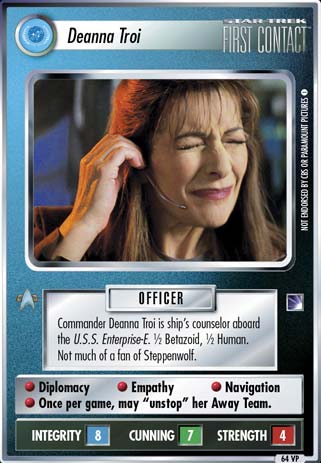 Deanna Troi
STAR TREK
FIRST CONTACT
NOT ENDORSED BY CBS OR PARAMOUNT PICTURES
OFFICER
Commander Deanna Troi is ship's counselor aboard
the U.S.S. Enterprise-E. ½ Betazoid, ½ Human.
Not much of a fan of Steppenwolf.
• Diplomacy • Empathy • Navigation
• Once per game, may "unstop" her Away Team.
INTEGRITY 8 CUNNING 7 STRENGTH 4
64 VP